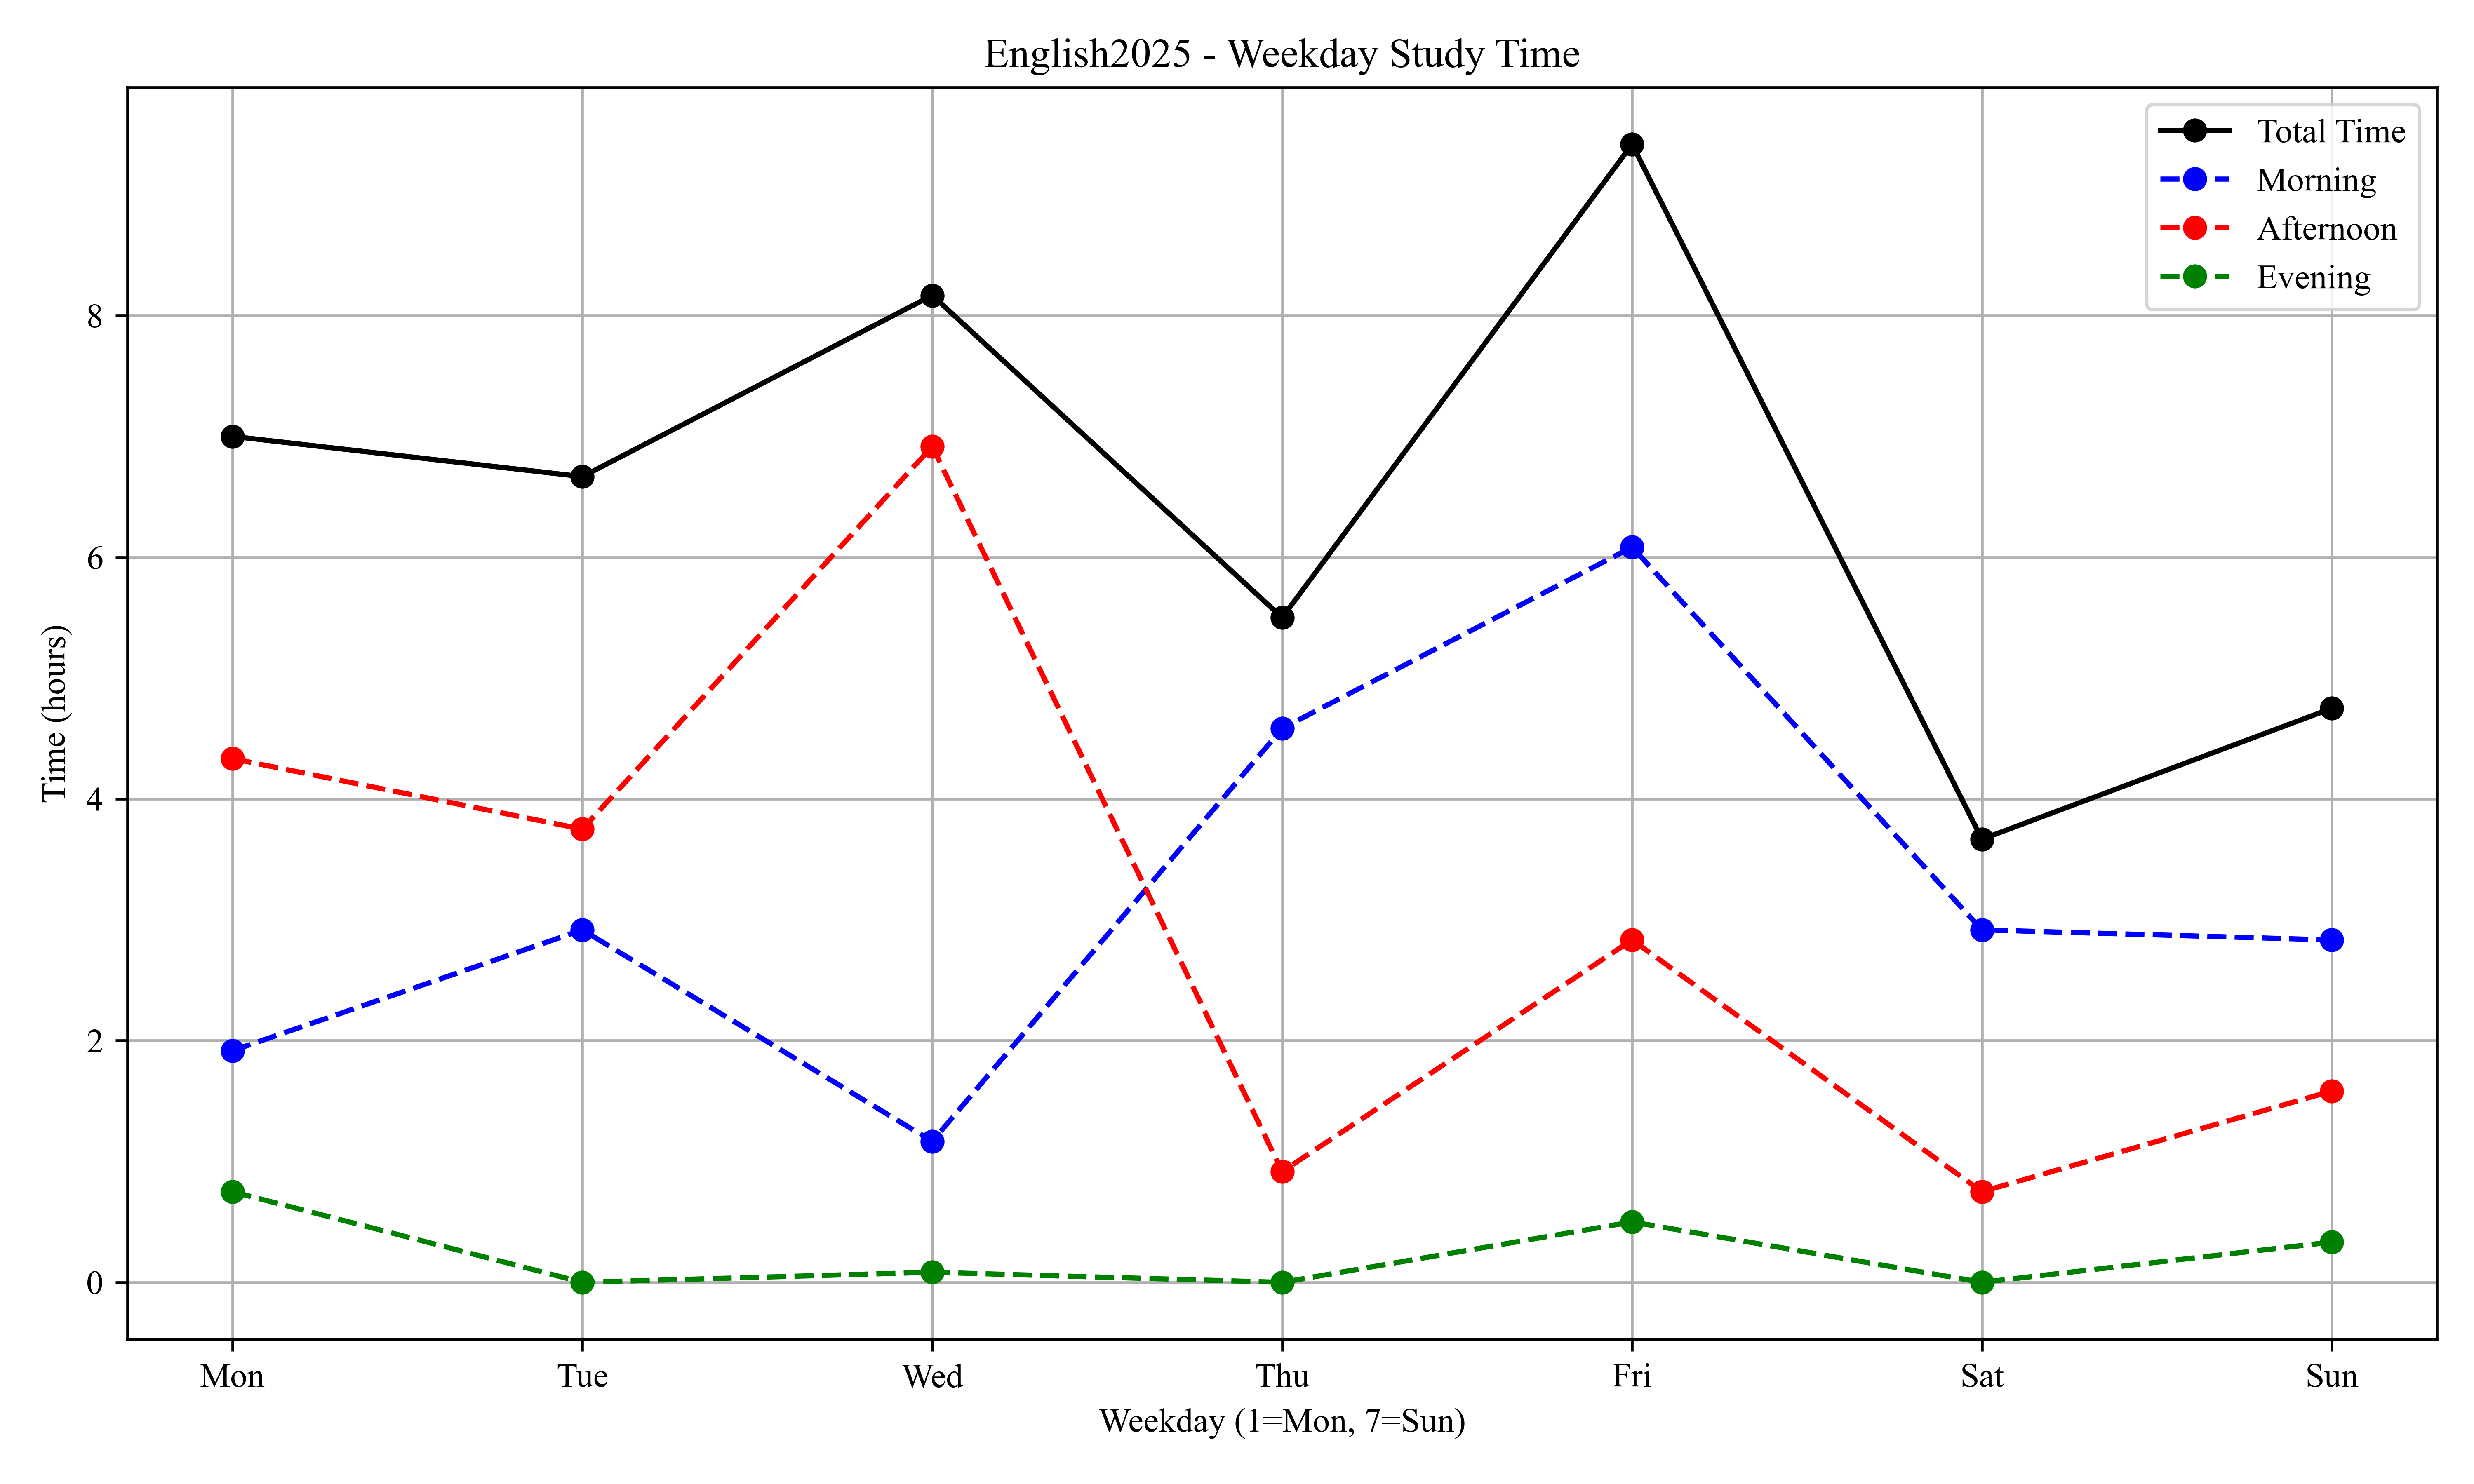 English2025 - Weekday Study Time
Total Time
Morning
Afternoon
Evening
8
6
4
2
0
Time (hours)
Mon Tue Wed Thu Fri Sat Sun
Weekday (1=Mon, 7=Sun)